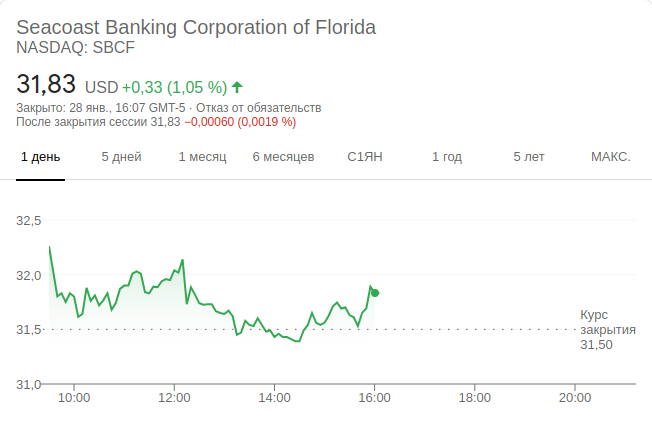 Seacoast Banking Corporation of Florida
NASDAQ: SBCF
31,83 USD +0,33 (1,05 %)
Закрыто: 28 янв., 16:07 GMT-5 · Отказ от обязательств
После закрытия сессии 31,83 −0,00060 (0,0019 %)
1 день 5 дней 1 месяц 6 месяцев С1ЯН 1 год 5 лет МАКС.
32,5
32,0
31,5
Курс
закрытия
31,50
31,0
10:00 12:00 14:00 16:00 18:00 20:00